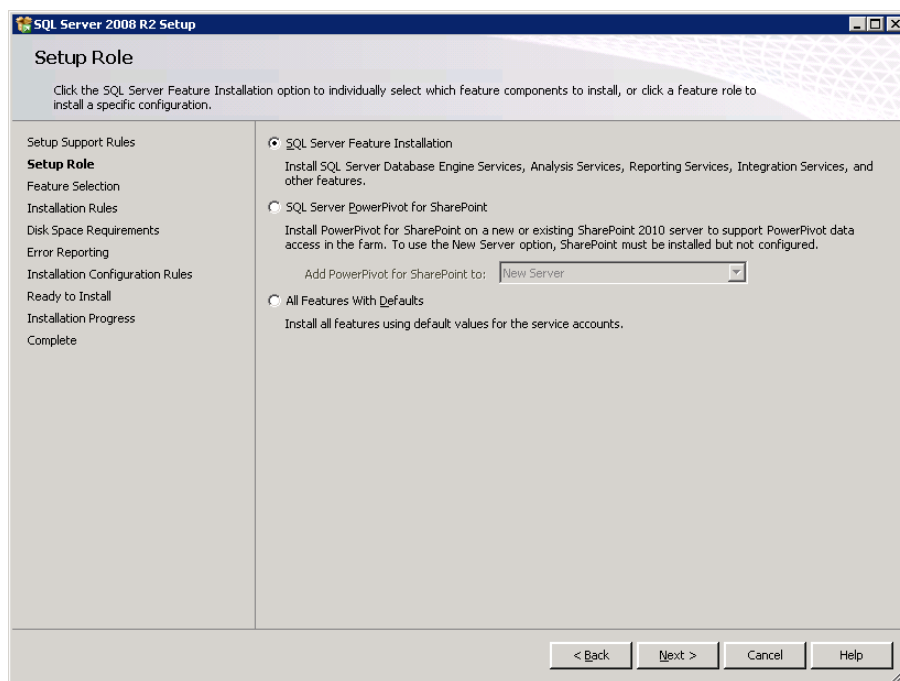 SQL Server 2008 R2 Setup
Setup Role
Click the SQL Server Feature Installation option to individually select which feature components to install, or click a feature role to
install a specific configuration.
Setup Support Rules
Setup Role
Feature Selection
Installation Rules
Disk Space Requirements
Error Reporting
Installation Configuration Rules
Ready to Install
Installation Progress
Complete
SQL Server Feature Installation
Install SQL Server Database Engine Services, Analysis Services, Reporting Services, Integration Services, and
other features.
SQL Server PowerPivot for SharePoint
Install PowerPivot for SharePoint on a new or existing SharePoint 2010 server to support PowerPivot data
access in the farm. To use the New Server option, SharePoint must be installed but not configured.
Add PowerPivot for SharePoint to: New Server
All Features With Defaults
Install all features using default values for the service accounts.
< Back Next > Cancel Help